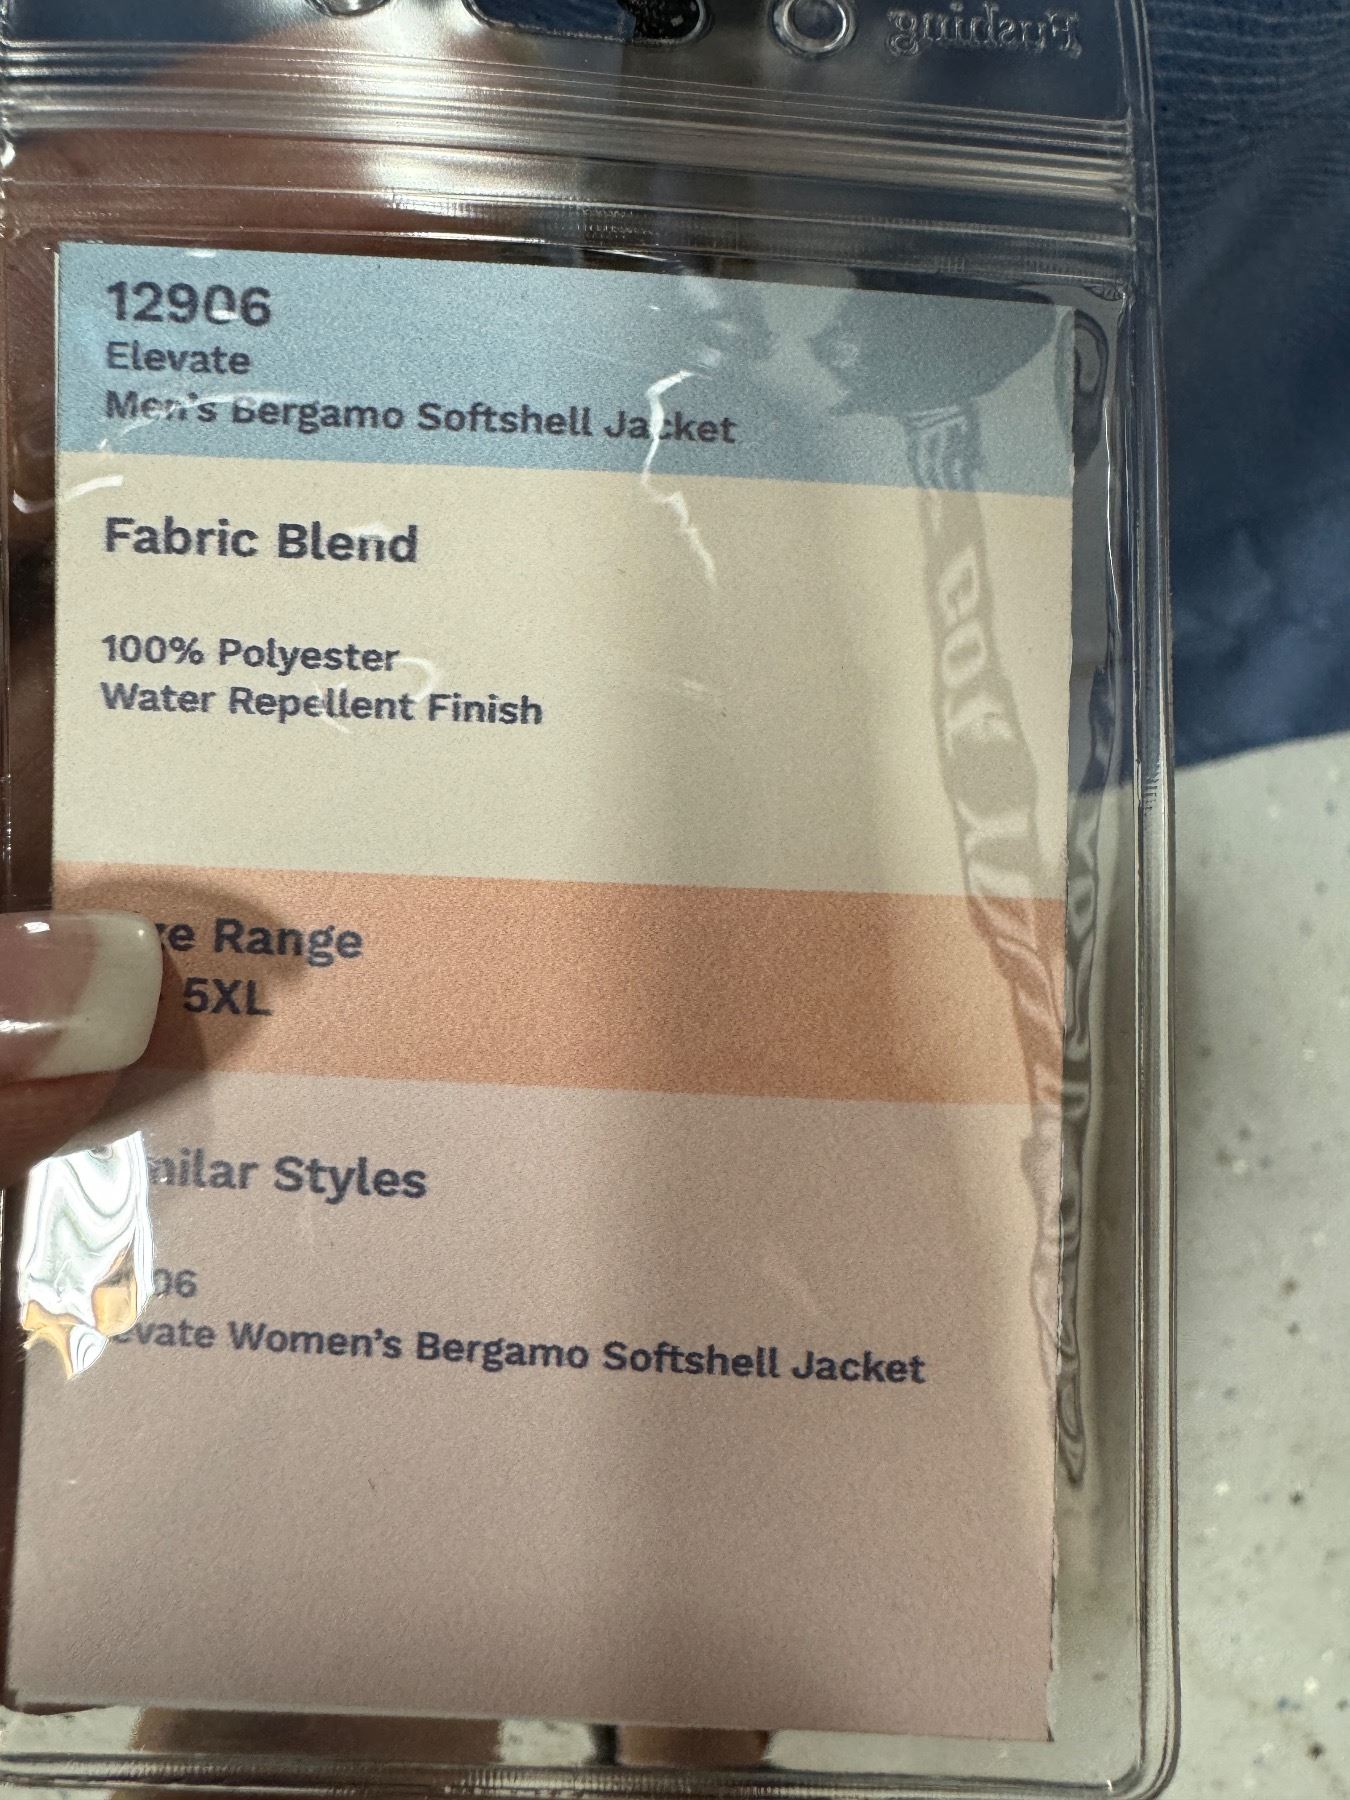 12906
Elevate
Men's Bergamo Softshell Jacket
Fabric Blend
100% Polyester
Water Repellent Finish
Range
5XL
Styles
Women's Bergamo Softshell Jacket